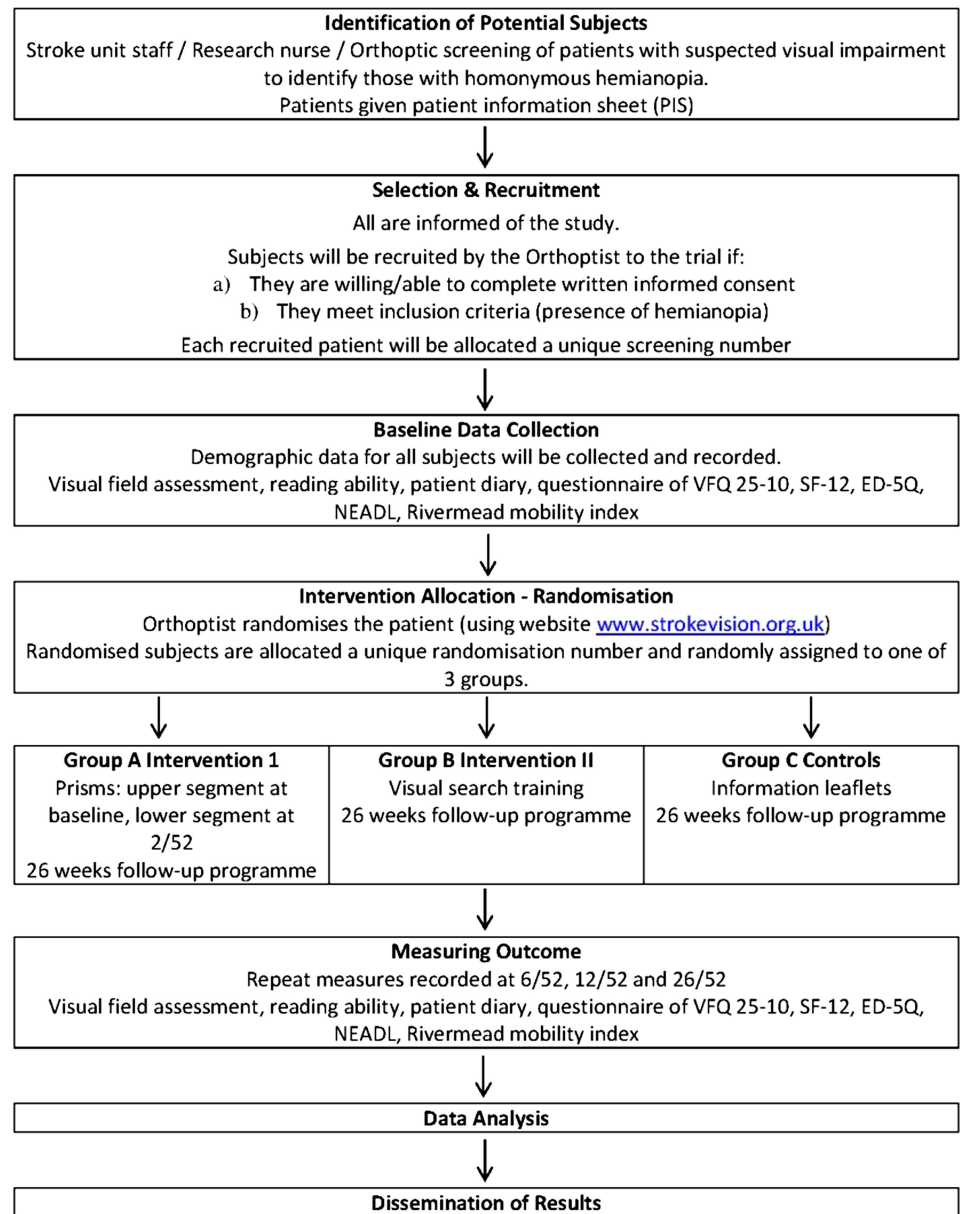 Identification of Potential Subjects
Stroke unit staff / Research nurse / Orthoptic screening of patients with suspected visual impairment
to identify those with homonymous hemianopia.
Patients given patient information sheet (PIS)
Selection & Recruitment
All are informed of the study.
Subjects will be recruited by the Orthoptist to the trial if:
a) They are willing/able to complete written informed consent
b) They meet inclusion criteria (presence of hemianopia)
Each recruited patient will be allocated a unique screening number
Baseline Data Collection
Demographic data for all subjects will be collected and recorded.
Visual field assessment, reading ability, patient diary, questionnaire of VFQ 25-10, SF-12, ED-5Q,
NEADL, Rivermead mobility index
Intervention Allocation - Randomisation
Orthoptist randomises the patient (using website www.strokevision.org.uk)
Randomised subjects are allocated a unique randomisation number and randomly assigned to one of
3 groups.
Group A Intervention 1
Prisms: upper segment at
baseline, lower segment at
2/52
26 weeks follow-up programme
Group B Intervention II
Visual search training
26 weeks follow-up programme
Group C Controls
Information leaflets
26 weeks follow-up programme
Measuring Outcome
Repeat measures recorded at 6/52, 12/52 and 26/52
Visual field assessment, reading ability, patient diary, questionnaire of VFQ 25-10, SF-12, ED-5Q,
NEADL, Rivermead mobility index
Data Analysis
Dissemination of Results